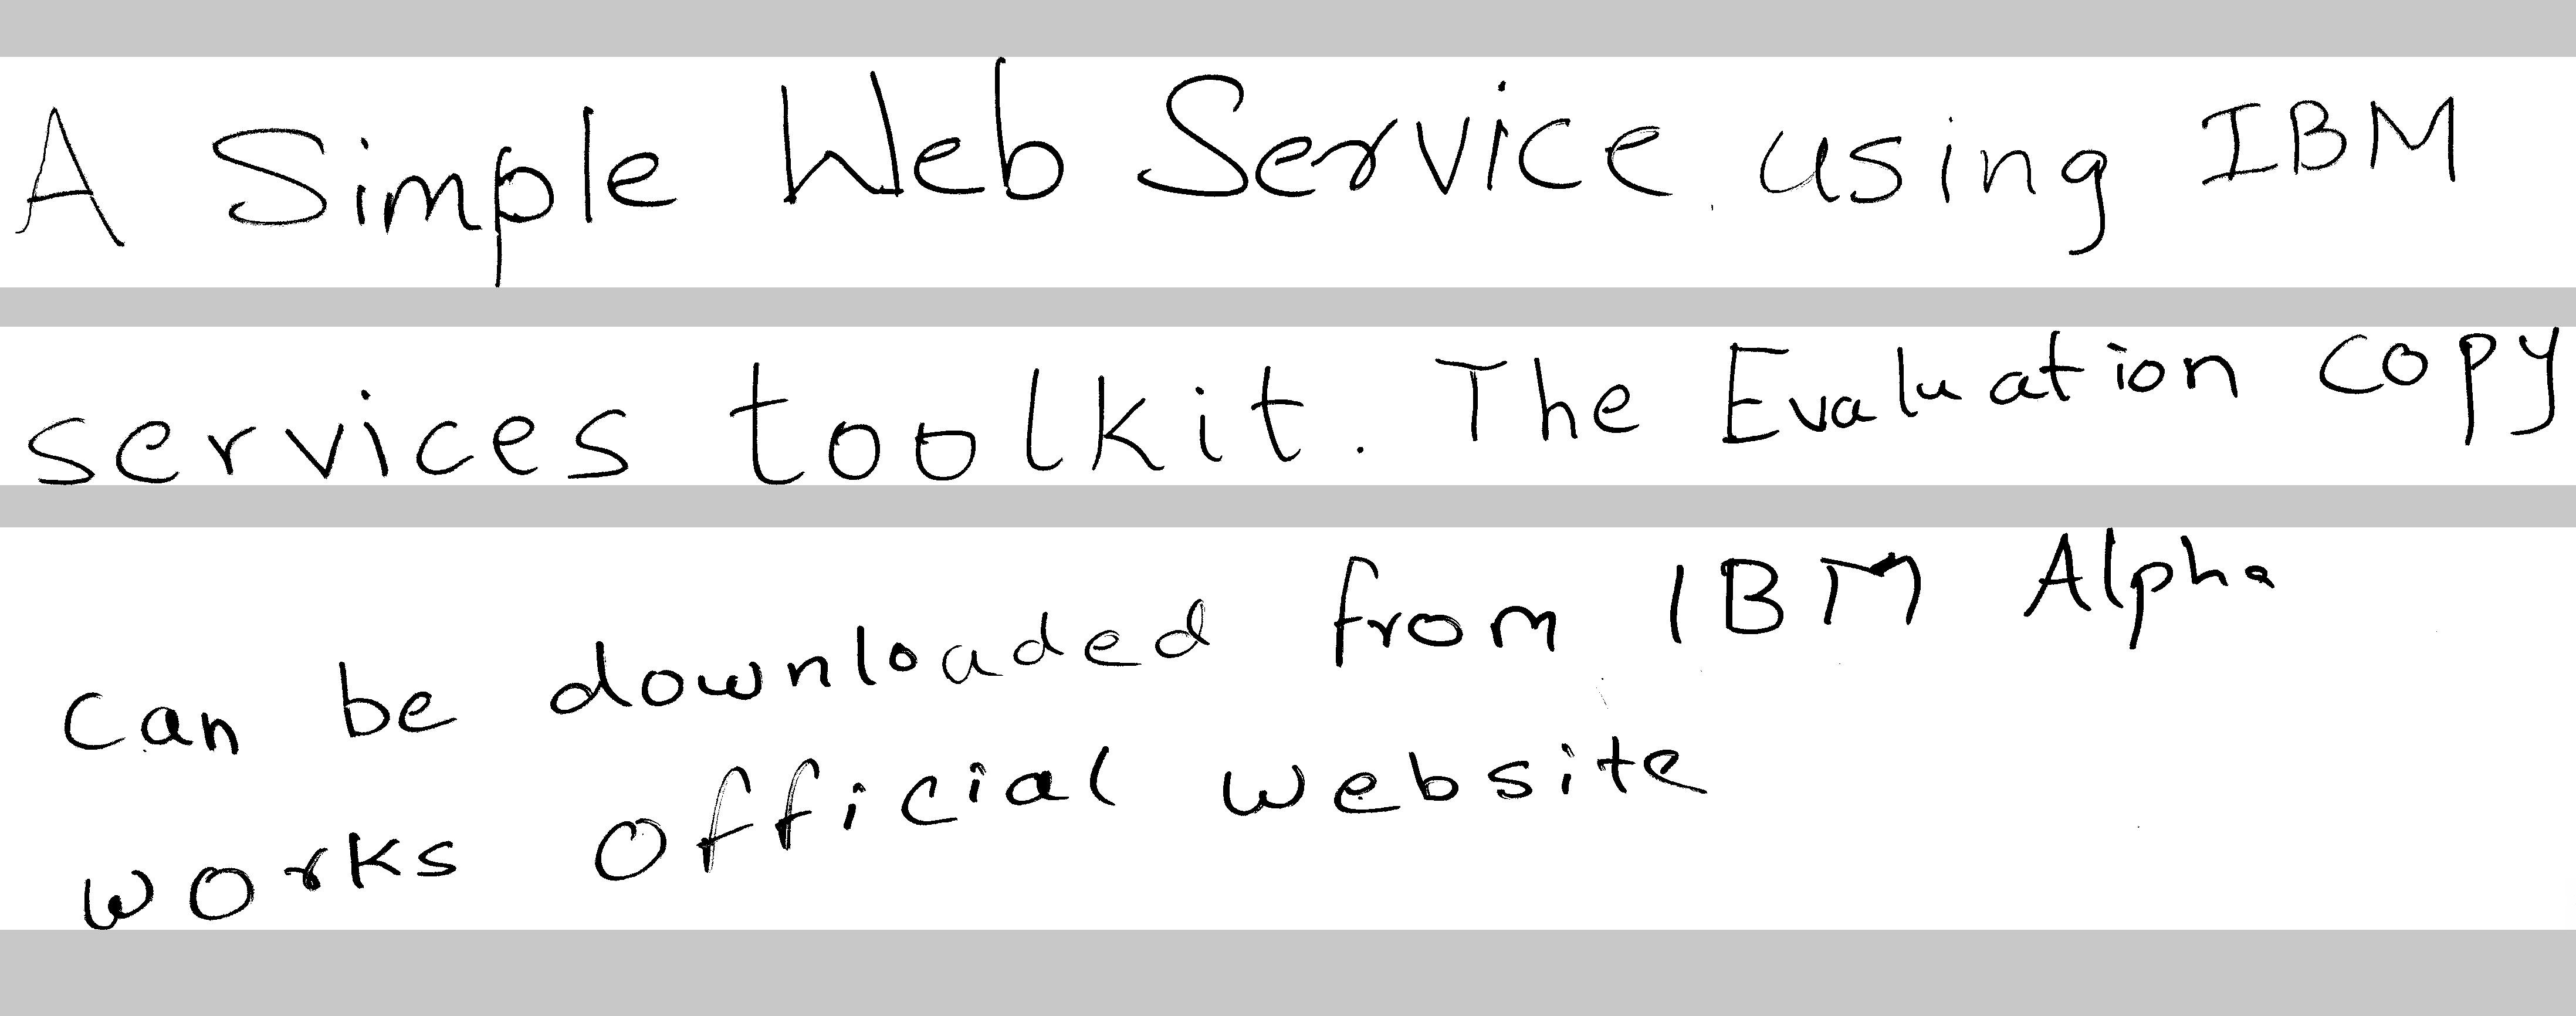 A Simple Web Service using IBM
services toolkit. The Evaluation copy
can be downloaded from IBM Alpha
works official website